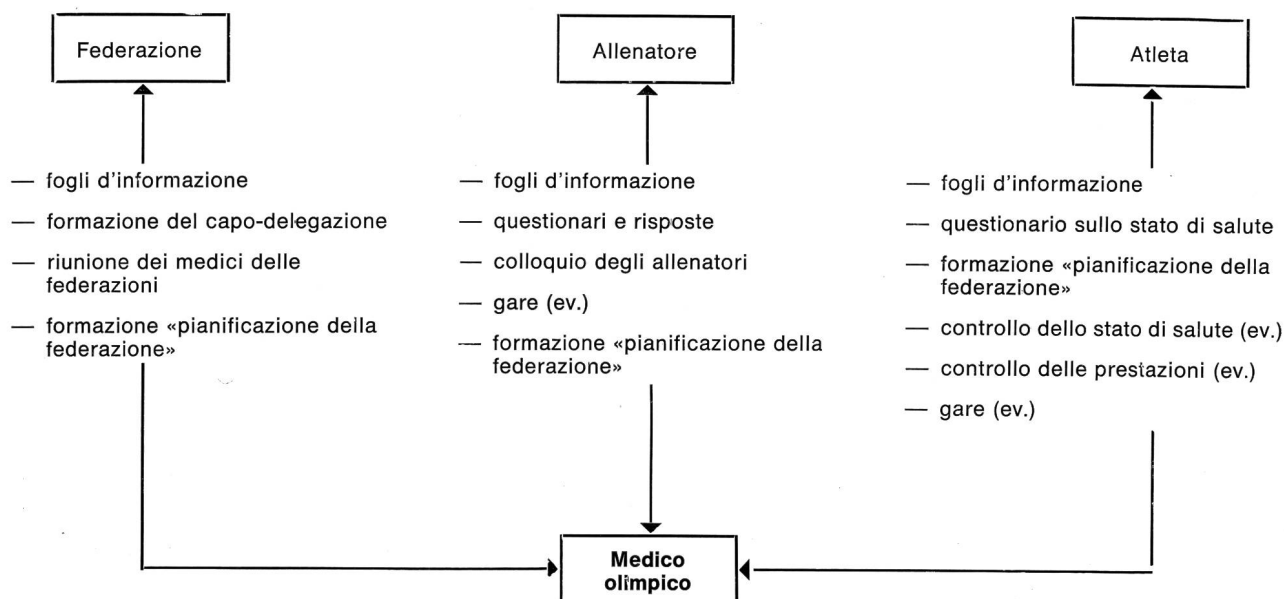 Federazione
Allenatore
Atleta
— fogli d'informazione
— formazione del capo-delegazione
— riunione dei medici delle
federazioni
— formazione «pianificazione della
federazione»
— fogli d'informazione
— questionari e risposte
— colloquio degli allenatori
— gare (ev.)
— formazione «pianificazione della
federazione»
— fogli d'informazione
— questionario sullo stato di salute
— formazione «pianificazione della
federazione»
— controllo dello stato di salute (ev.)
— controllo delle prestazioni (ev.)
— gare (ev.)
Medico
olimpico